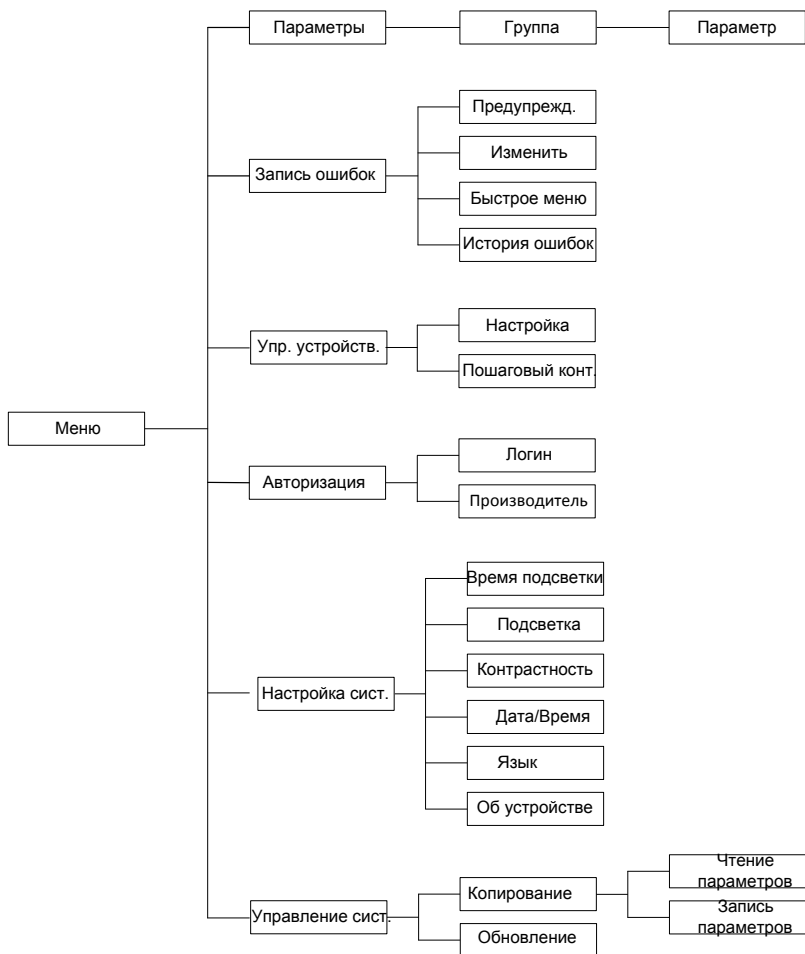 Параметры
Группа
Параметр
Предупрежд.
Изменить
Запись ошибок
Быстрое меню
История ошибок
Настройка
Упр. устройств.
Пошаговый конт.
Меню
Логин
Авторизация
Производитель
Время подсветки
Подсветка
Контрастность
Настройка сист.
Дата/Время
Язык
Об устройстве
Чтение
параметров
Копирование
Запись
параметров
Управление сист.
Обновление